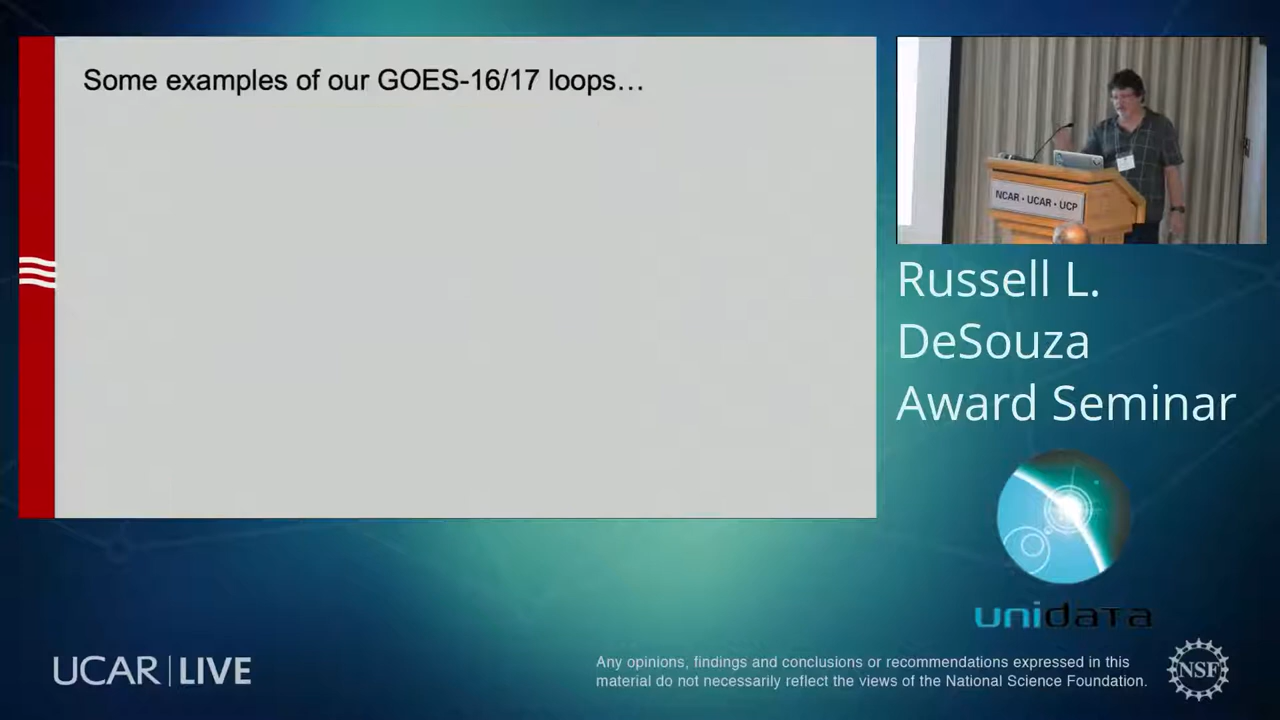 Some examples of our GOES-16/17 loops…
NCAR • UCAR • UCP
Russell L.
DeSouza
Award Seminar
unidata
UCAR | LIVE
Any opinions, findings and conclusions or recommendations expressed in this
material do not necessarily reflect the views of the National Science Foundation.
NSF